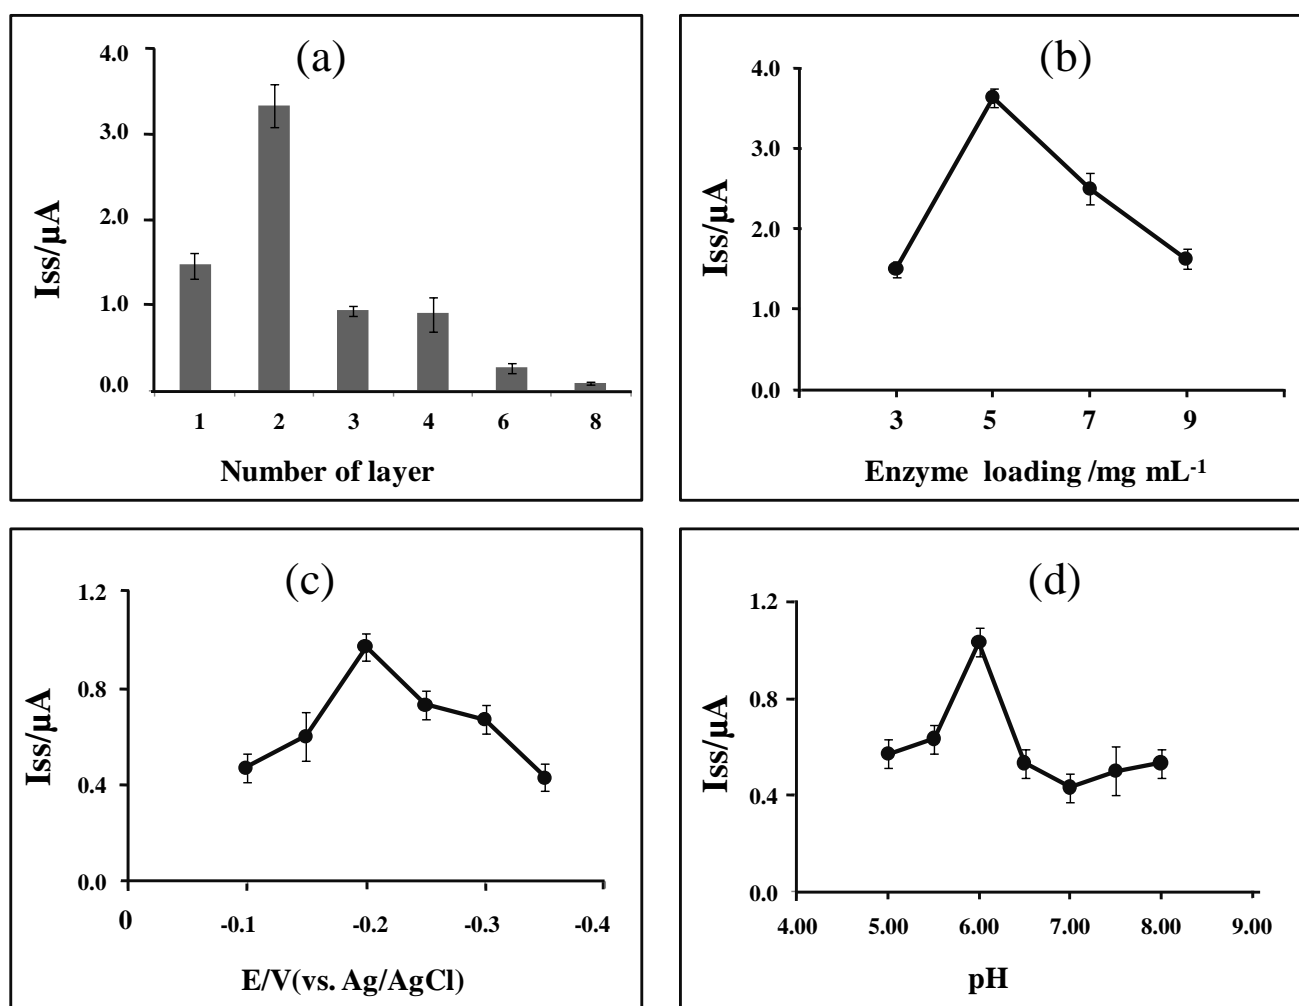 (a)
4.0
3.0
2.0
1.0
0.0
Iss/µA
1 2 3 4 6 8
Number of layer
(b)
4.0
3.0
2.0
1.0
0.0
Iss/µA
3 5 7 9
Enzyme loading /mg mL⁻¹
(c)
1.2
0.8
0.4
0.0
Iss/µA
0 -0.1 -0.2 -0.3 -0.4
E/V(vs. Ag/AgCl)
(d)
1.2
0.8
0.4
0.0
Iss/µA
4.00 5.00 6.00 7.00 8.00 9.00
pH